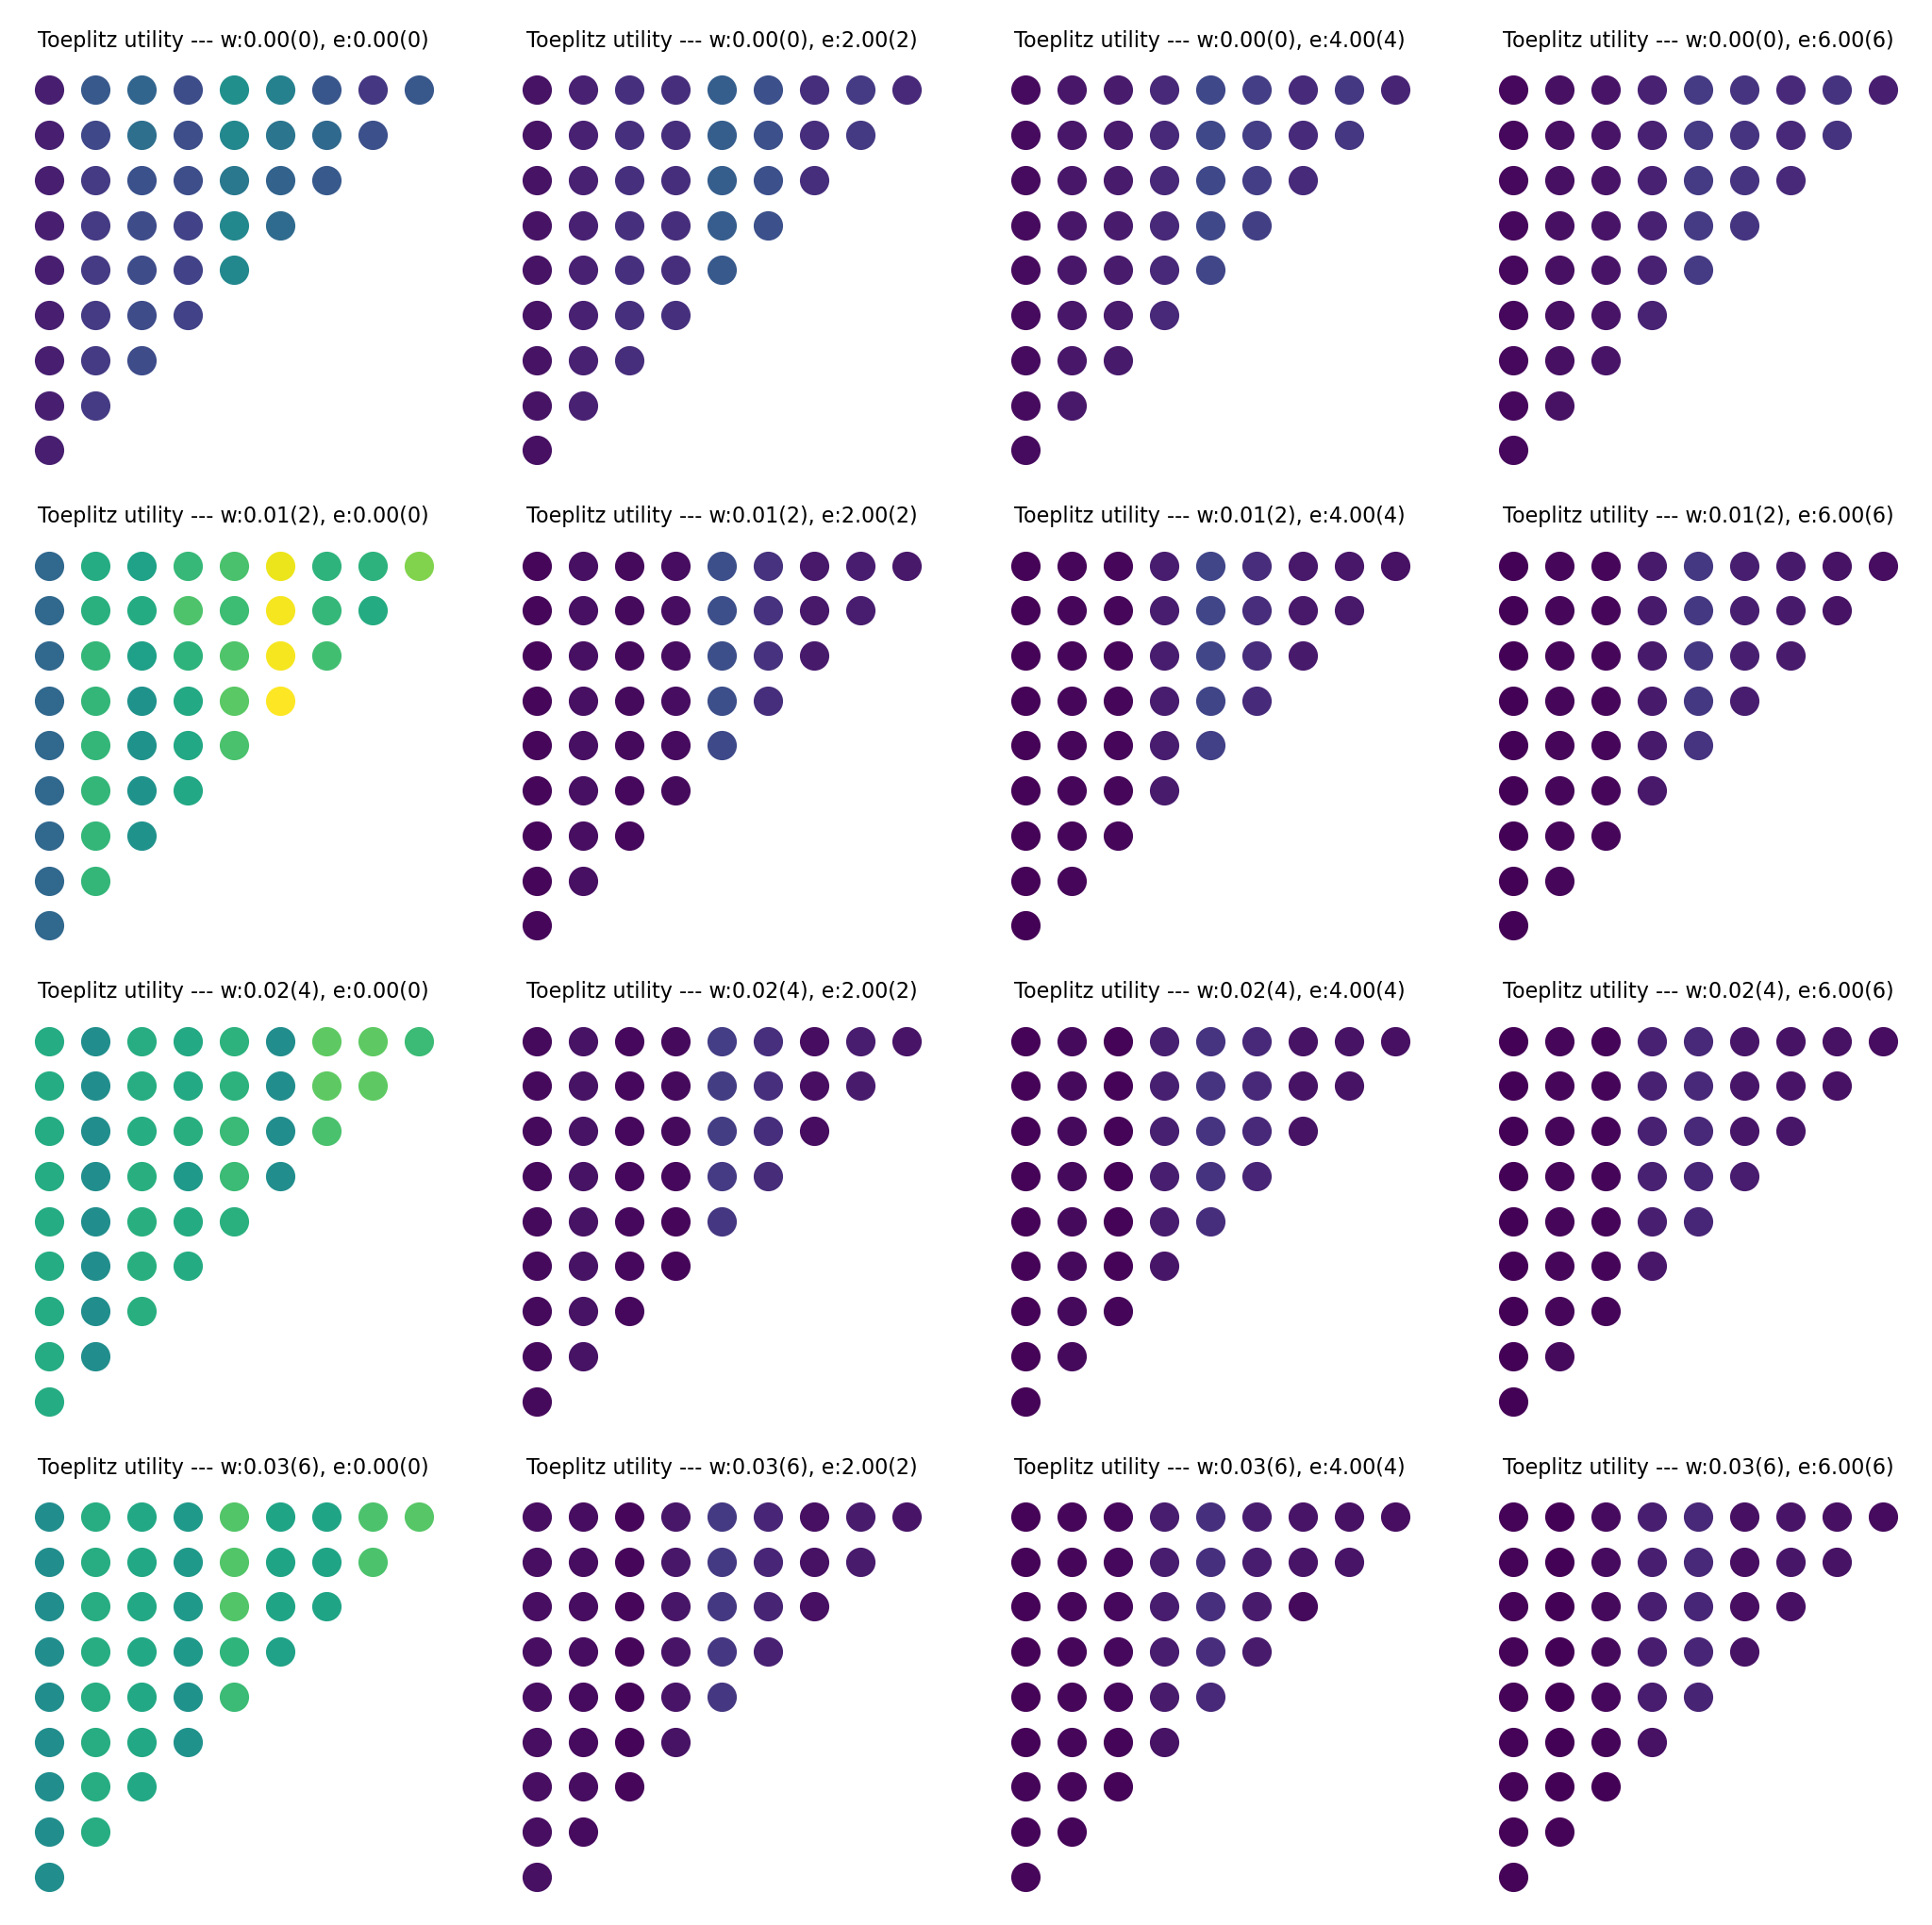 Toeplitz utility --- w:0.00(0), e:0.00(0)
Toeplitz utility --- w:0.00(0), e:2.00(2)
Toeplitz utility --- w:0.00(0), e:4.00(4)
Toeplitz utility --- w:0.00(0), e:6.00(6)
Toeplitz utility --- w:0.01(2), e:0.00(0)
Toeplitz utility --- w:0.01(2), e:2.00(2)
Toeplitz utility --- w:0.01(2), e:4.00(4)
Toeplitz utility --- w:0.01(2), e:6.00(6)
Toeplitz utility --- w:0.02(4), e:0.00(0)
Toeplitz utility --- w:0.02(4), e:2.00(2)
Toeplitz utility --- w:0.02(4), e:4.00(4)
Toeplitz utility --- w:0.02(4), e:6.00(6)
Toeplitz utility --- w:0.03(6), e:0.00(0)
Toeplitz utility --- w:0.03(6), e:2.00(2)
Toeplitz utility --- w:0.03(6), e:4.00(4)
Toeplitz utility --- w:0.03(6), e:6.00(6)